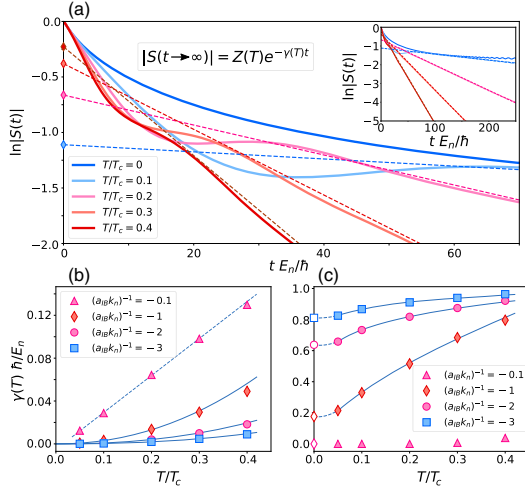 (a)
|S(t→∞)| = Z(T)e^{-γ(T)t}
ln|S(t)|
0.0
−0.5
−1.0
−1.5
−2.0
T/T_c = 0
T/T_c = 0.1
T/T_c = 0.2
T/T_c = 0.3
T/T_c = 0.4
0
20
40
60
t E_n/ħ
ln|S(t)|
0
−1
−2
−3
−4
−5
0
100
200
t E_n/ħ
(b)
γ(T) ħ/E_n
0.12
0.08
0.04
0.00
(a_{IB}k_n)^{-1} = −0.1
(a_{IB}k_n)^{-1} = −1
(a_{IB}k_n)^{-1} = −2
(a_{IB}k_n)^{-1} = −3
0.0
0.1
0.2
0.3
0.4
T/T_c
(c)
1.0
0.8
0.6
0.4
0.2
0.0
(a_{IB}k_n)^{-1} = −0.1
(a_{IB}k_n)^{-1} = −1
(a_{IB}k_n)^{-1} = −2
(a_{IB}k_n)^{-1} = −3
0.0
0.1
0.2
0.3
0.4
T/T_c